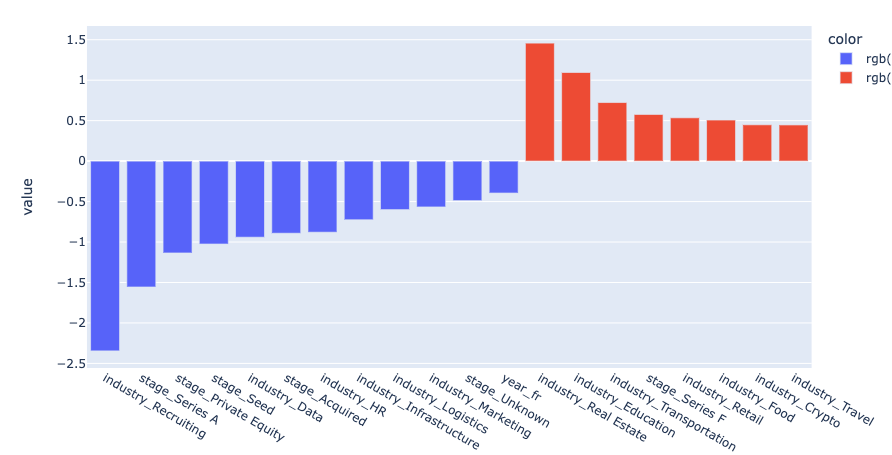 color
rgb(
rgb(
value
1.5
1
0.5
0
−0.5
−1
−1.5
−2
−2.5
industry_Recruiting
stage_Series A
stage_Private Equity
stage_Seed
industry_Data
stage_Acquired
industry_HR
industry_Infrastructure
industry_Logistics
industry_Marketing
stage_Unknown
year_fr
industry_Real Estate
industry_Education
industry_Transportation
stage_Series F
industry_Retail
industry_Food
industry_Crypto
industry_Travel